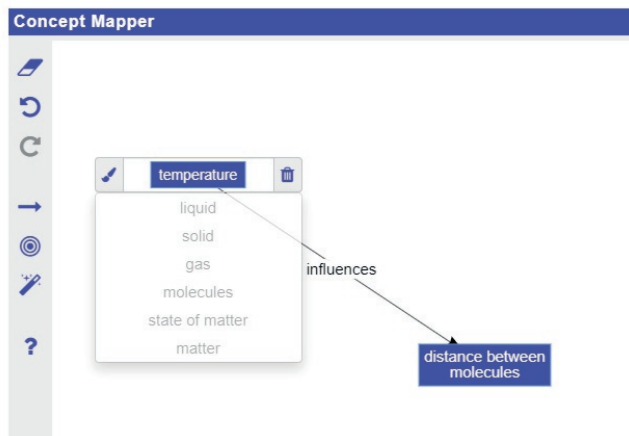 Concept Mapper
temperature
liquid
solid
gas
molecules
state of matter
matter
influences
distance between
molecules
?